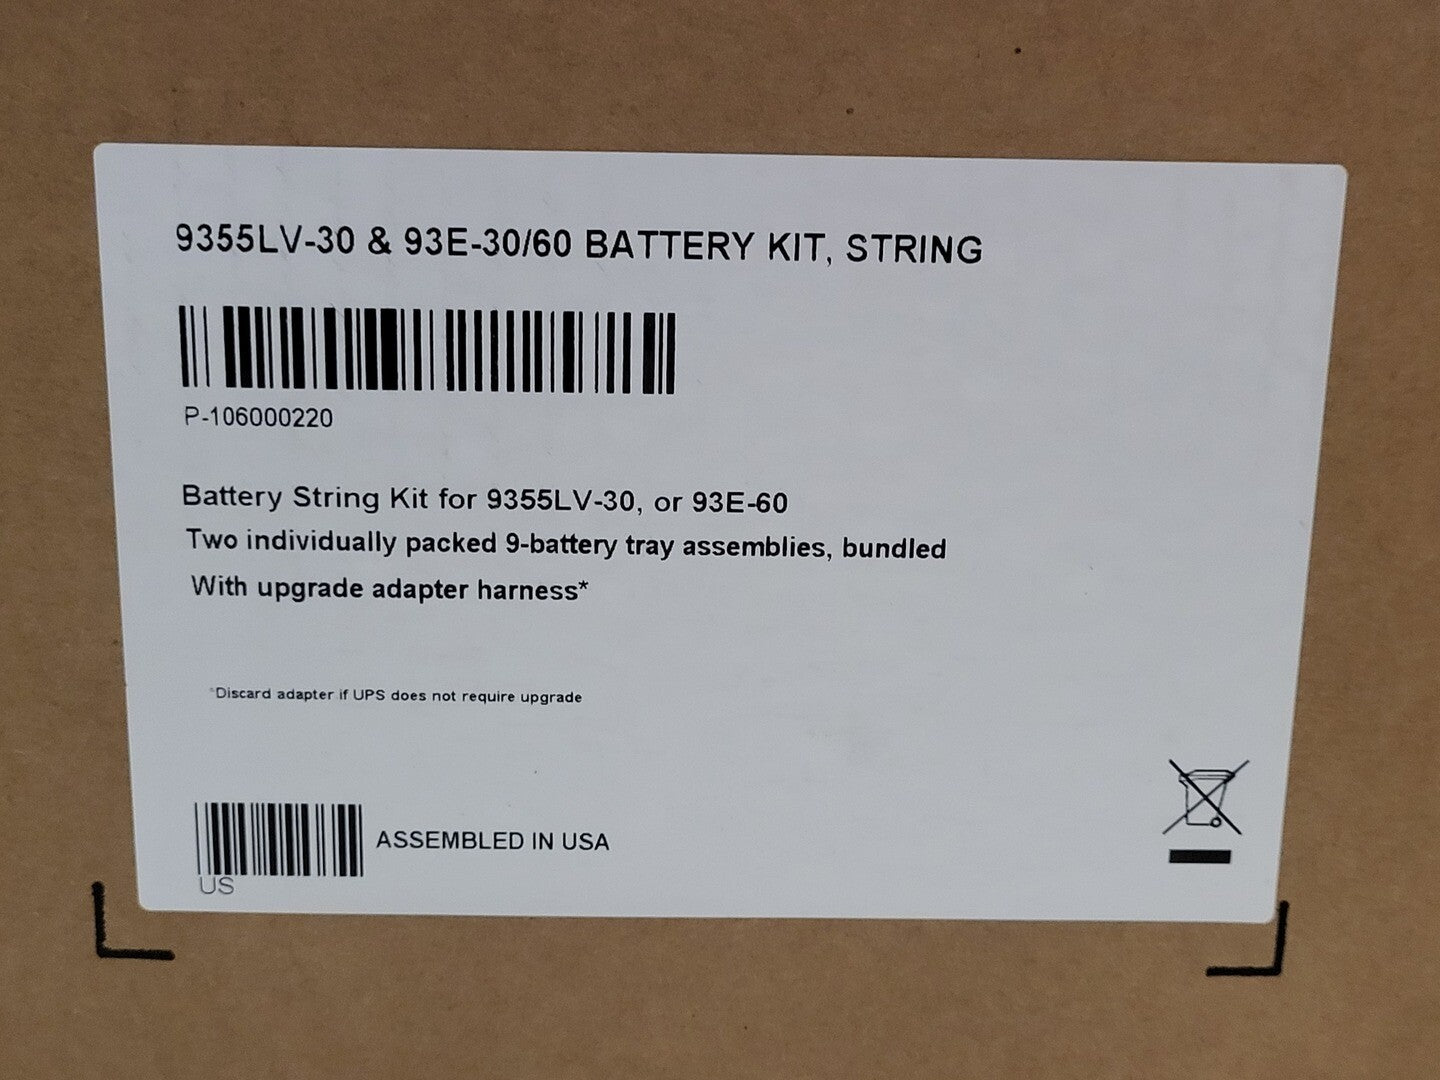 9355LV-30 & 93E-30/60 BATTERY KIT, STRING
P-106000220
Battery String Kit for 9355LV-30, or 93E-60
Two individually packed 9-battery tray assemblies, bundled
With upgrade adapter harness*
*Discard adapter if UPS does not require upgrade
ASSEMBLED IN USA
US